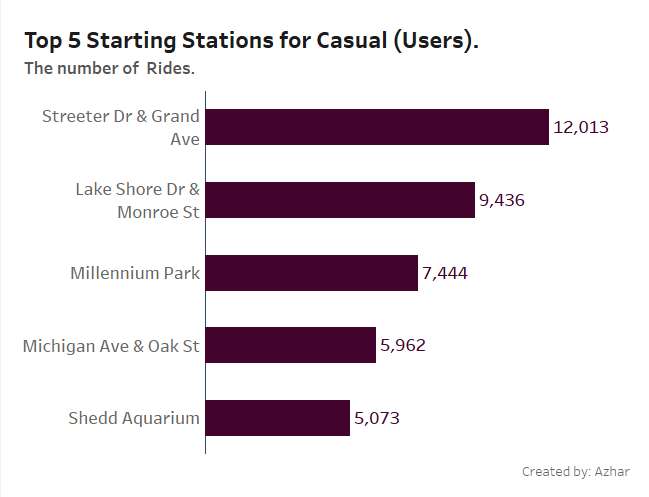 Top 5 Starting Stations for Casual (Users).
The number of  Rides.
Streeter Dr & Grand
Ave
12,013
Lake Shore Dr &
Monroe St
9,436
Millennium Park
7,444
Michigan Ave & Oak St
5,962
Shedd Aquarium
5,073
Created by: Azhar